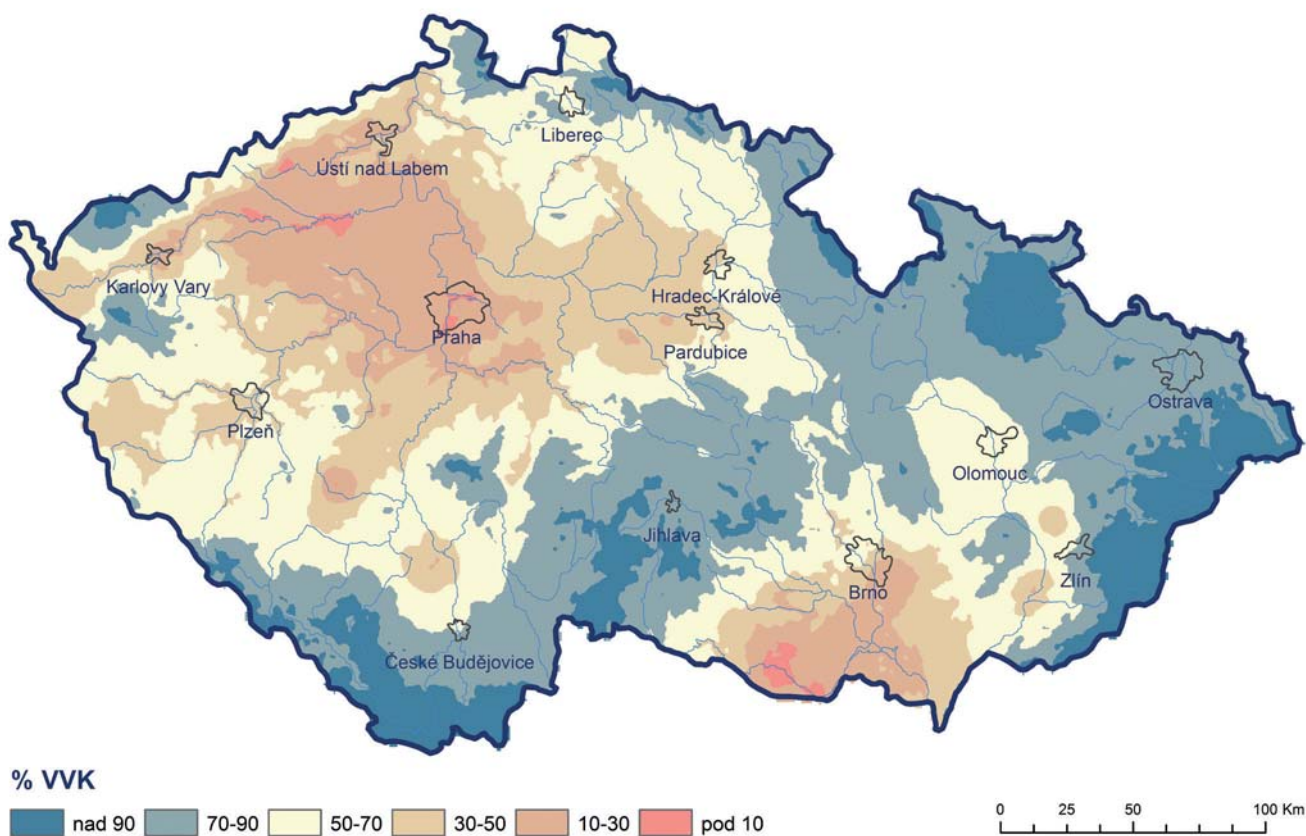 Liberec
Ústí nad Labem
Karlovy Vary
Hradec-Králové
Praha
Pardubice
Plzeň
Ostrava
Olomouc
Jihlava
Zlín
Brno
České Budějovice
% VVK
nad 90 70-90 50-70 30-50 10-30 pod 10
0 25 50 100 Km